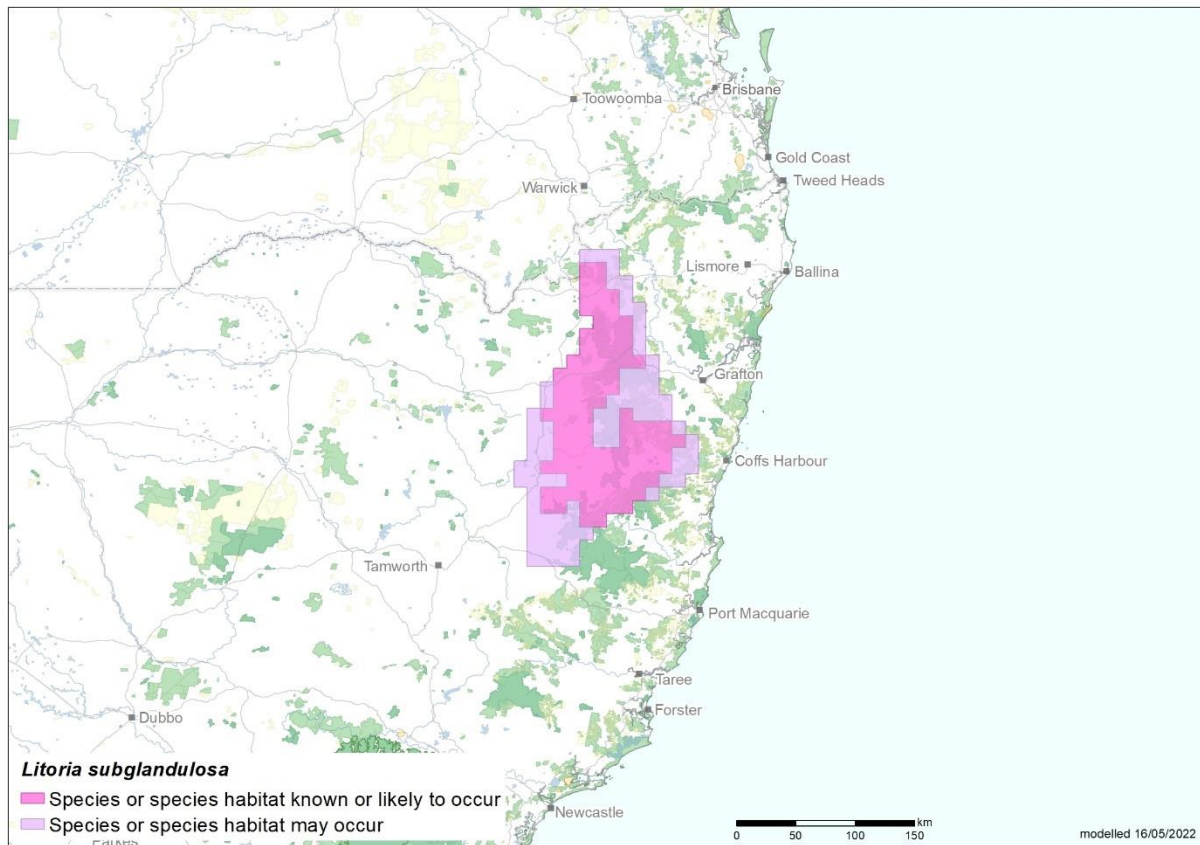 Brisbane
Toowoomba
Gold Coast
Tweed Heads
Warwick
Lismore
Ballina
Grafton
Coffs Harbour
Tamworth
Port Macquarie
Taree
Forster
Dubbo
Litoria subglandulosa
Species or species habitat known or likely to occur
Species or species habitat may occur
Newcastle
km
0 50 100 150
modelled 16/05/2022